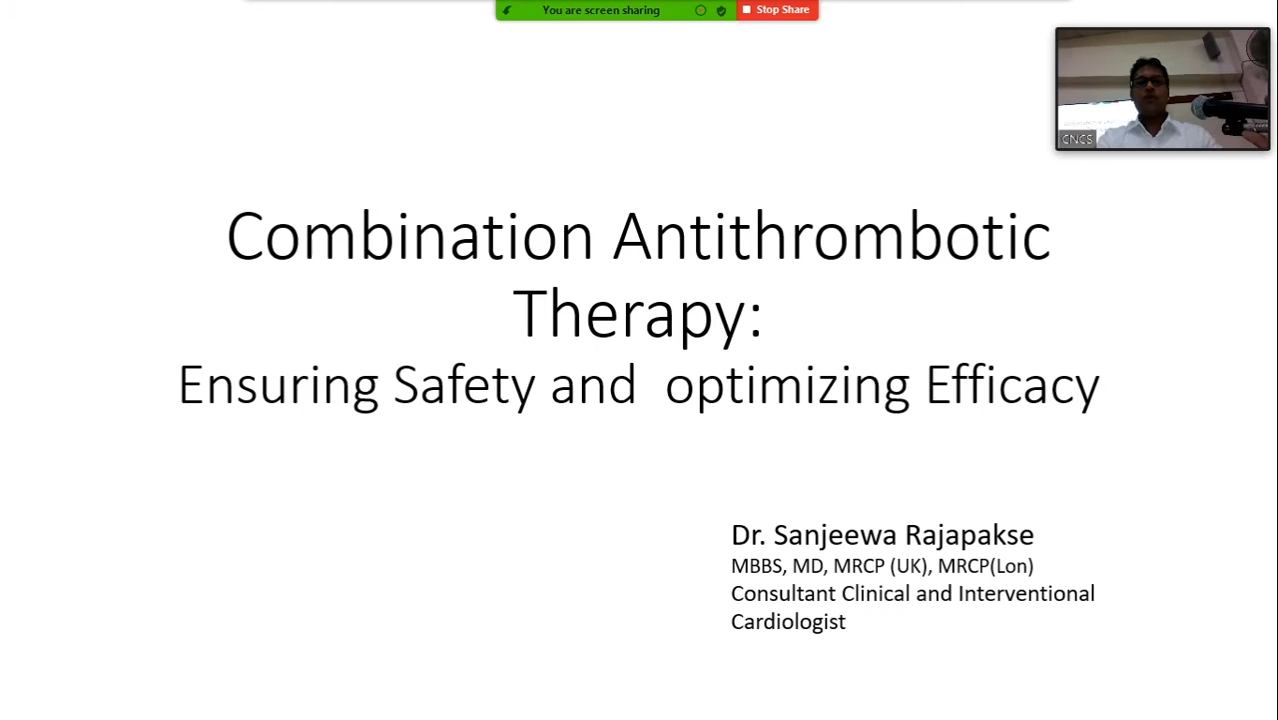 You are screen sharing
Stop Share
CNCS
Combination Antithrombotic
Therapy:
Ensuring Safety and optimizing Efficacy
Dr. Sanjeewa Rajapakse
MBBS, MD, MRCP (UK), MRCP(Lon)
Consultant Clinical and Interventional
Cardiologist